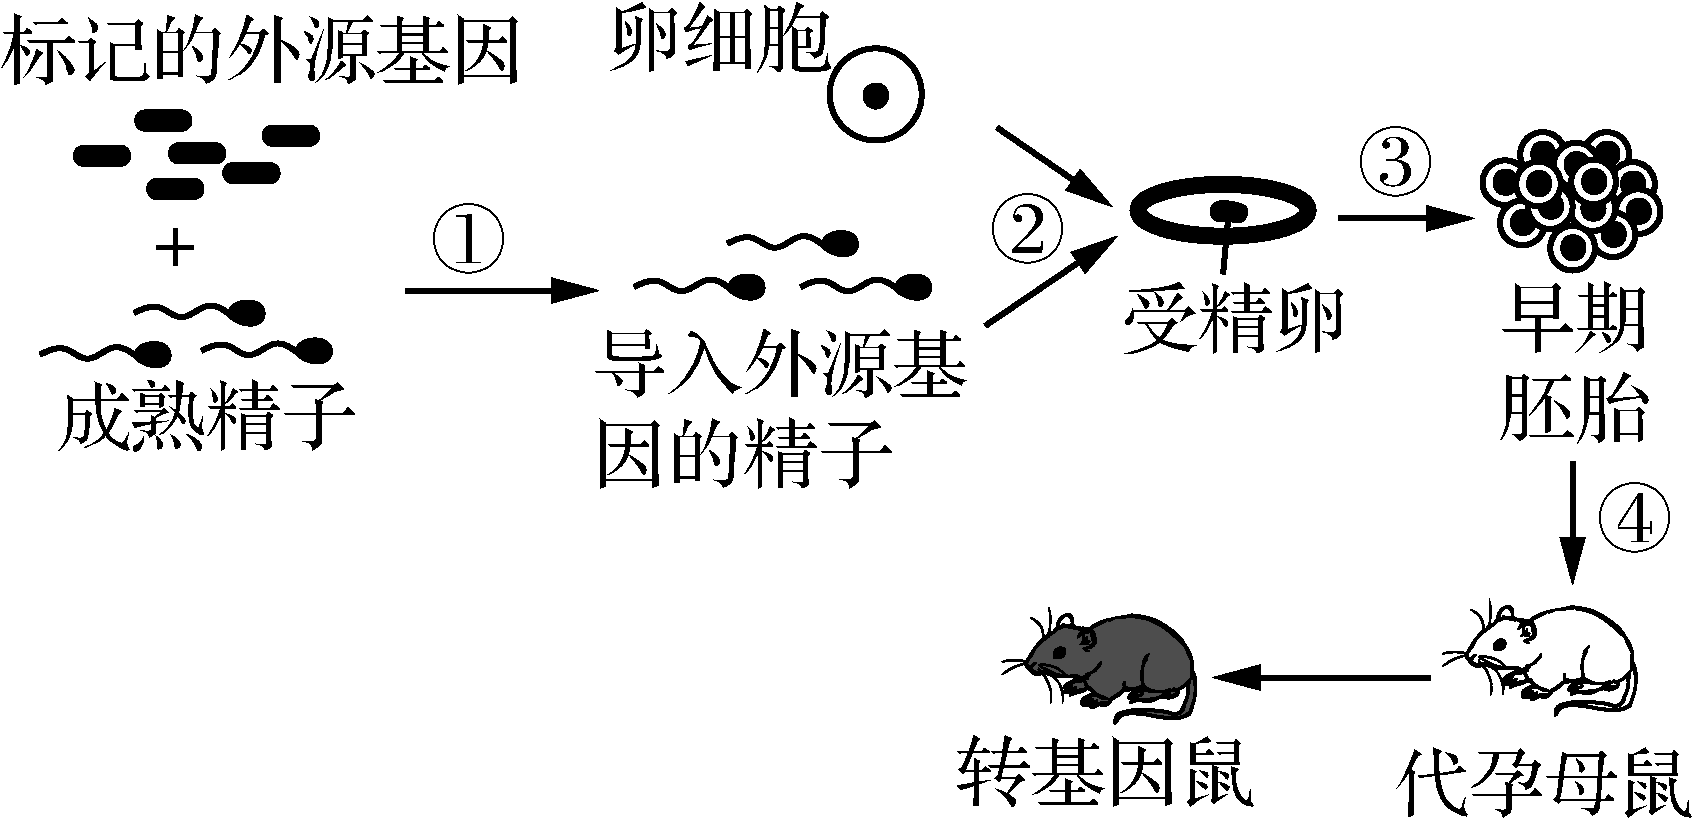 标记的外源基因
卵细胞
+
①
②
③
成熟精子
导入外源基
因的精子
受精卵
早期
胚胎
④
转基因鼠
代孕母鼠